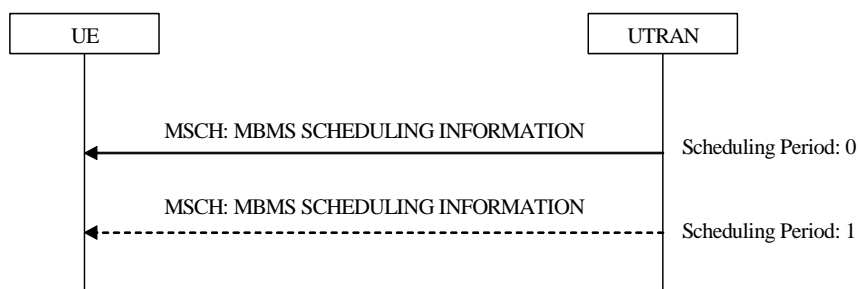 UE
UTRAN
MSCH: MBMS SCHEDULING INFORMATION
Scheduling Period: 0
MSCH: MBMS SCHEDULING INFORMATION
Scheduling Period: 1